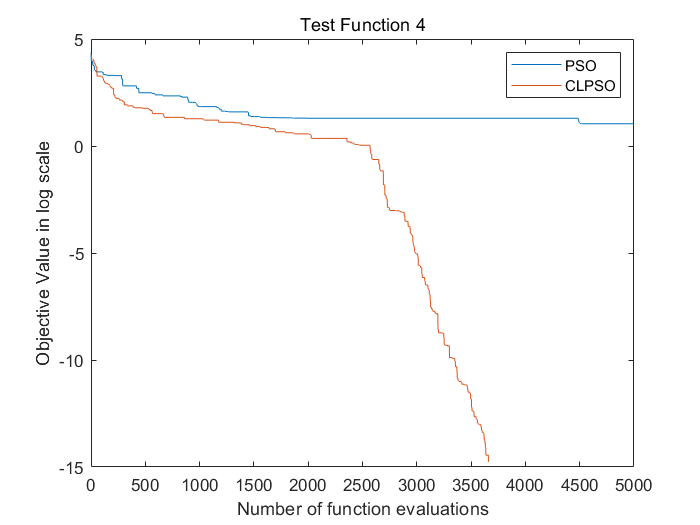 Test Function 4
5
0
-5
-10
-15
Objective Value in log scale
PSO
CLPSO
0 500 1000 1500 2000 2500 3000 3500 4000 4500 5000
Number of function evaluations